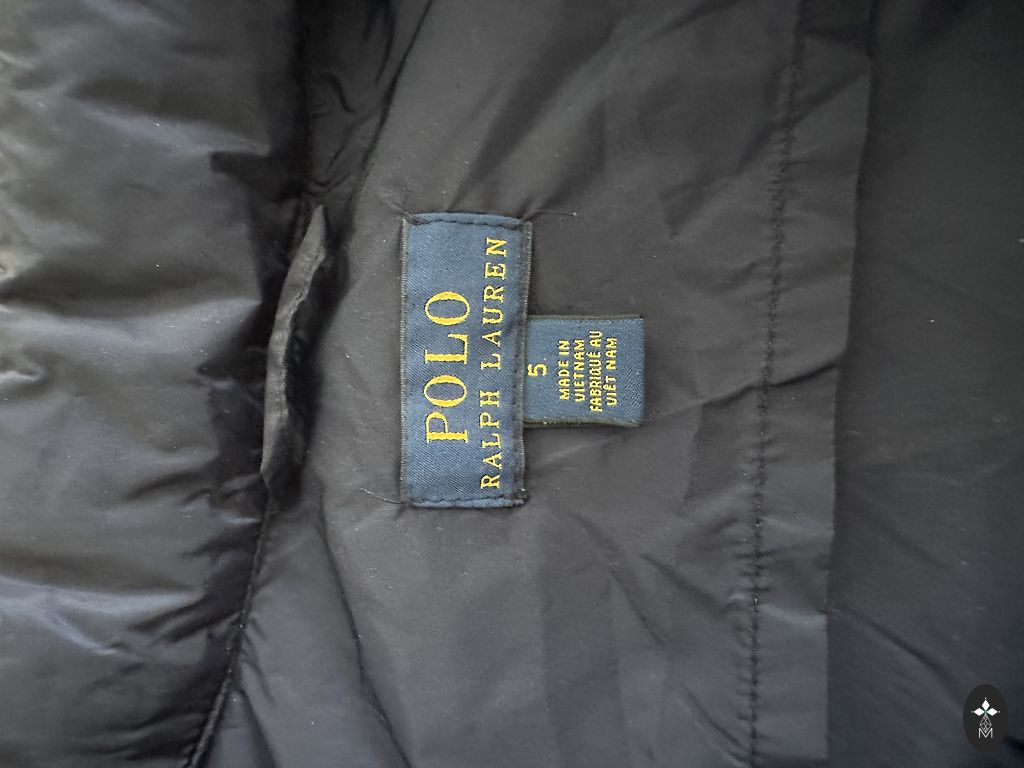 POLO
RALPH LAUREN
5
MADE IN
VIETNAM
FABRIQUÉ AU
VIÊT NAM